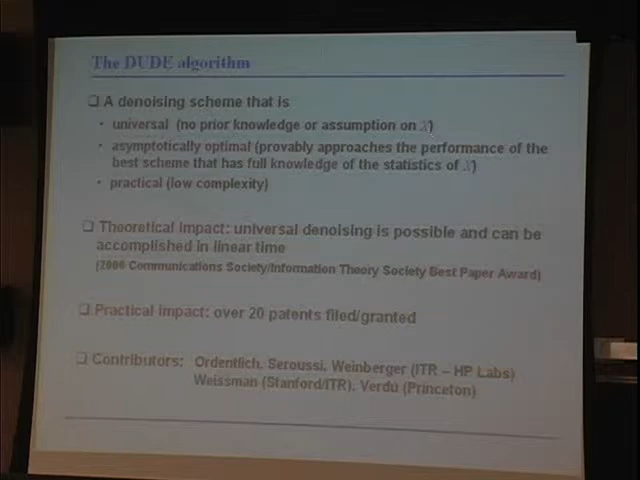 The DUDE algorithm
❑ A denoising scheme that is
• universal (no prior knowledge or assumption on X)
• asymptotically optimal (provably approaches the performance of the
best scheme that has full knowledge of the statistics of X)
• practical (low complexity)
❑ Theoretical impact: universal denoising is possible and can be
accomplished in linear time
(2006 Communications Society/Information Theory Society Best Paper Award)
❑ Practical impact: over 20 patents filed/granted
❑ Contributors: Ordentlich, Seroussi, Weinberger (ITR – HP Labs)
Weissman (Stanford/ITR), Verdú (Princeton)